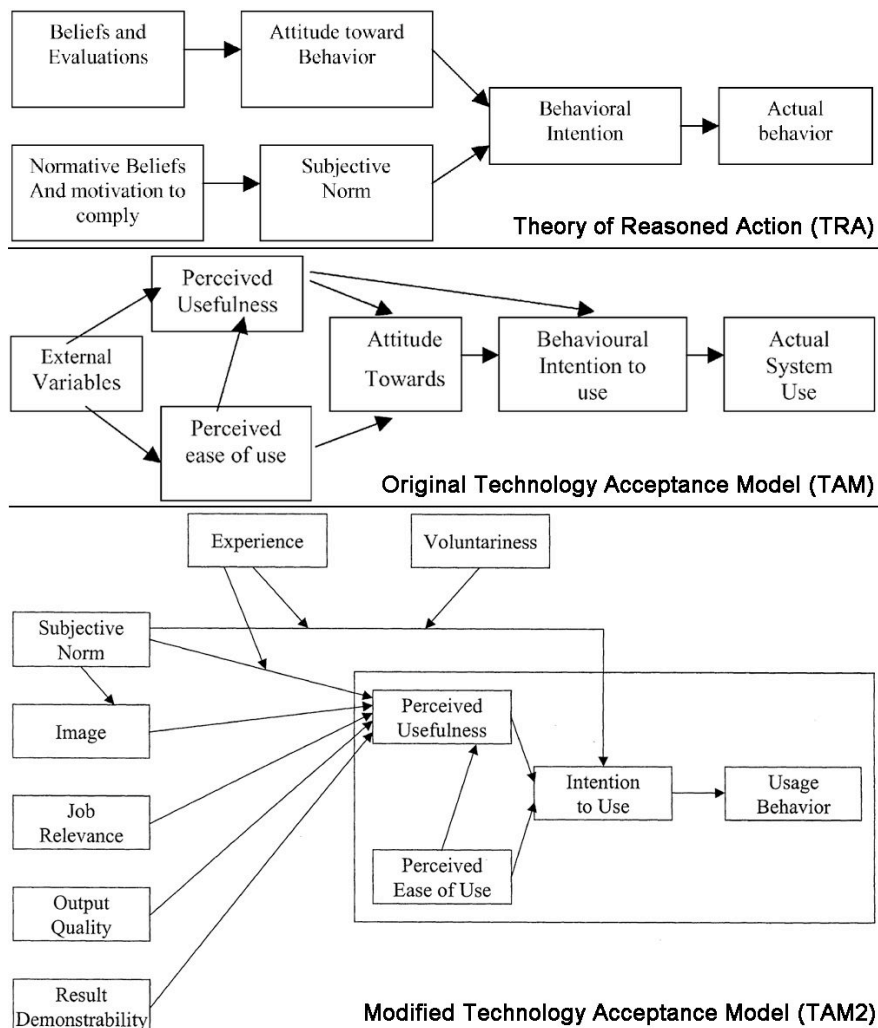 Beliefs and
Evaluations
Attitude toward
Behavior
Behavioral
Intention
Actual
behavior
Normative Beliefs
And motivation to
comply
Subjective
Norm
Theory of Reasoned Action (TRA)
Perceived
Usefulness
External
Variables
Attitude
Towards
Behavioural
Intention to
use
Actual
System
Use
Perceived
ease of use
Original Technology Acceptance Model (TAM)
Experience
Voluntariness
Subjective
Norm
Image
Perceived
Usefulness
Intention
to Use
Usage
Behavior
Job
Relevance
Perceived
Ease of Use
Output
Quality
Result
Demonstrability
Modified Technology Acceptance Model (TAM2)